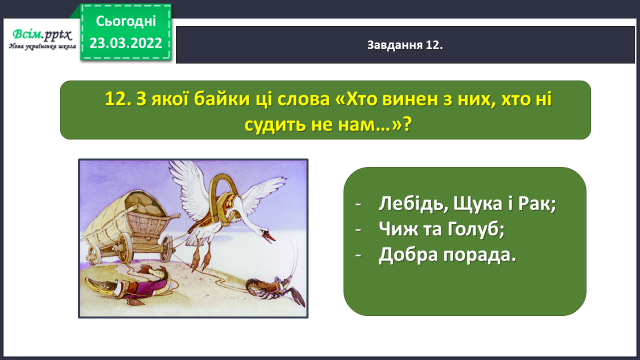 Всім.pptx
Нова українська школа
Сьогодні
23.03.2022
Завдання 12.
12. З якої байки ці слова «Хто винен з них, хто ні
судить не нам…»?
- Лебідь, Щука і Рак;
- Чиж та Голуб;
- Добра порада.